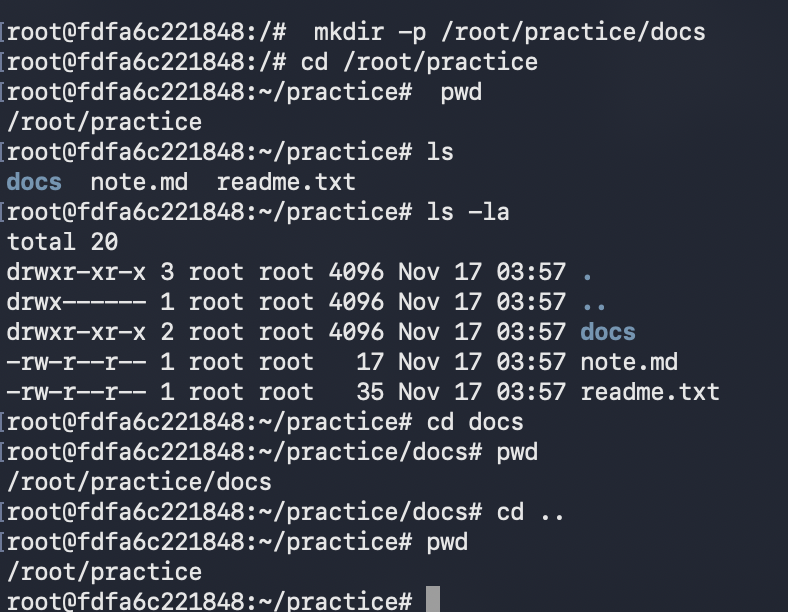 [root@fdfa6c221848:/#  mkdir -p /root/practice/docs
[root@fdfa6c221848:/# cd /root/practice
[root@fdfa6c221848:~/practice#  pwd
/root/practice
[root@fdfa6c221848:~/practice# ls
docs  note.md  readme.txt
[root@fdfa6c221848:~/practice# ls -la
total 20
drwxr-xr-x 3 root root 4096 Nov 17 03:57 .
drwx------ 1 root root 4096 Nov 17 03:57 ..
drwxr-xr-x 2 root root 4096 Nov 17 03:57 docs
-rw-r--r-- 1 root root   17 Nov 17 03:57 note.md
-rw-r--r-- 1 root root   35 Nov 17 03:57 readme.txt
[root@fdfa6c221848:~/practice# cd docs
[root@fdfa6c221848:~/practice/docs# pwd
/root/practice/docs
[root@fdfa6c221848:~/practice/docs# cd ..
[root@fdfa6c221848:~/practice# pwd
/root/practice
root@fdfa6c221848:~/practice#